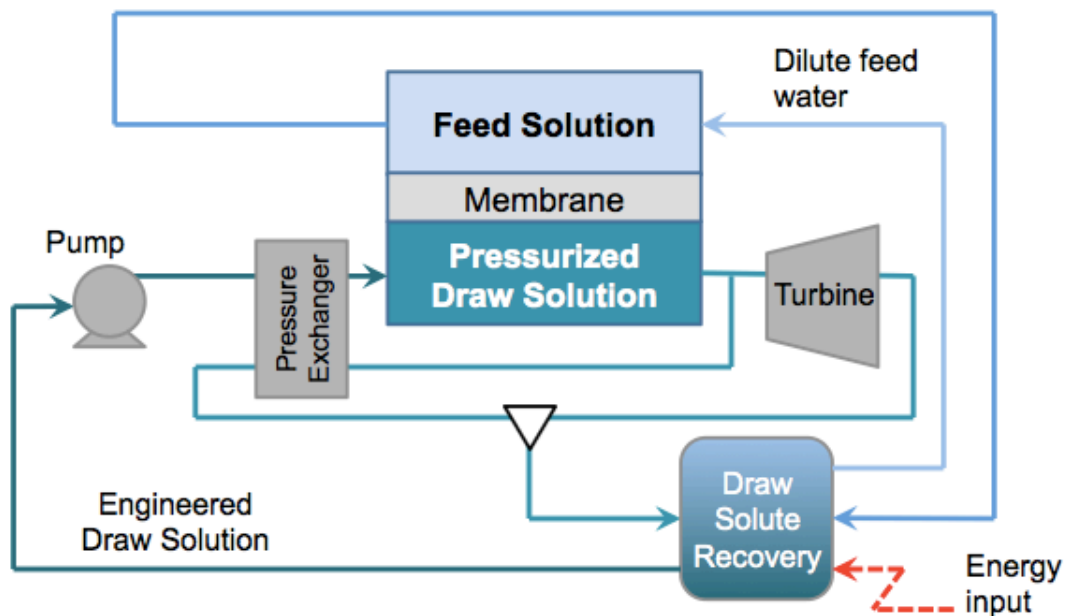 Dilute feed
water
Feed Solution
Membrane
Pump
Pressure
Exchanger
Pressurized
Draw Solution
Turbine
Engineered
Draw Solution
Draw
Solute
Recovery
Energy
input